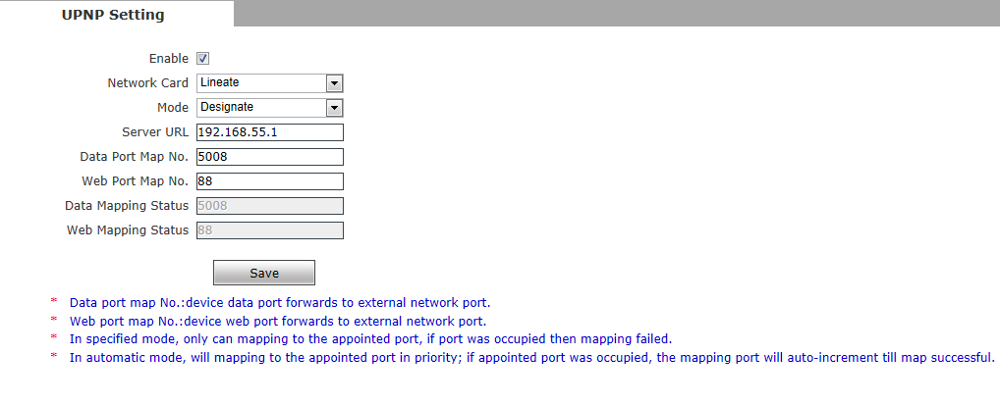 UPNP Setting
Enable
Network Card Lineate
Mode Designate
Server URL 192.168.55.1
Data Port Map No. 5008
Web Port Map No. 88
Data Mapping Status 5008
Web Mapping Status 88
Save
* Data port map No.:device data port forwards to external network port.
* Web port map No.:device web port forwards to external network port.
* In specified mode, only can mapping to the appointed port, if port was occupied then mapping failed.
* In automatic mode, will mapping to the appointed port in priority; if appointed port was occupied, the mapping port will auto-increment till map successful.